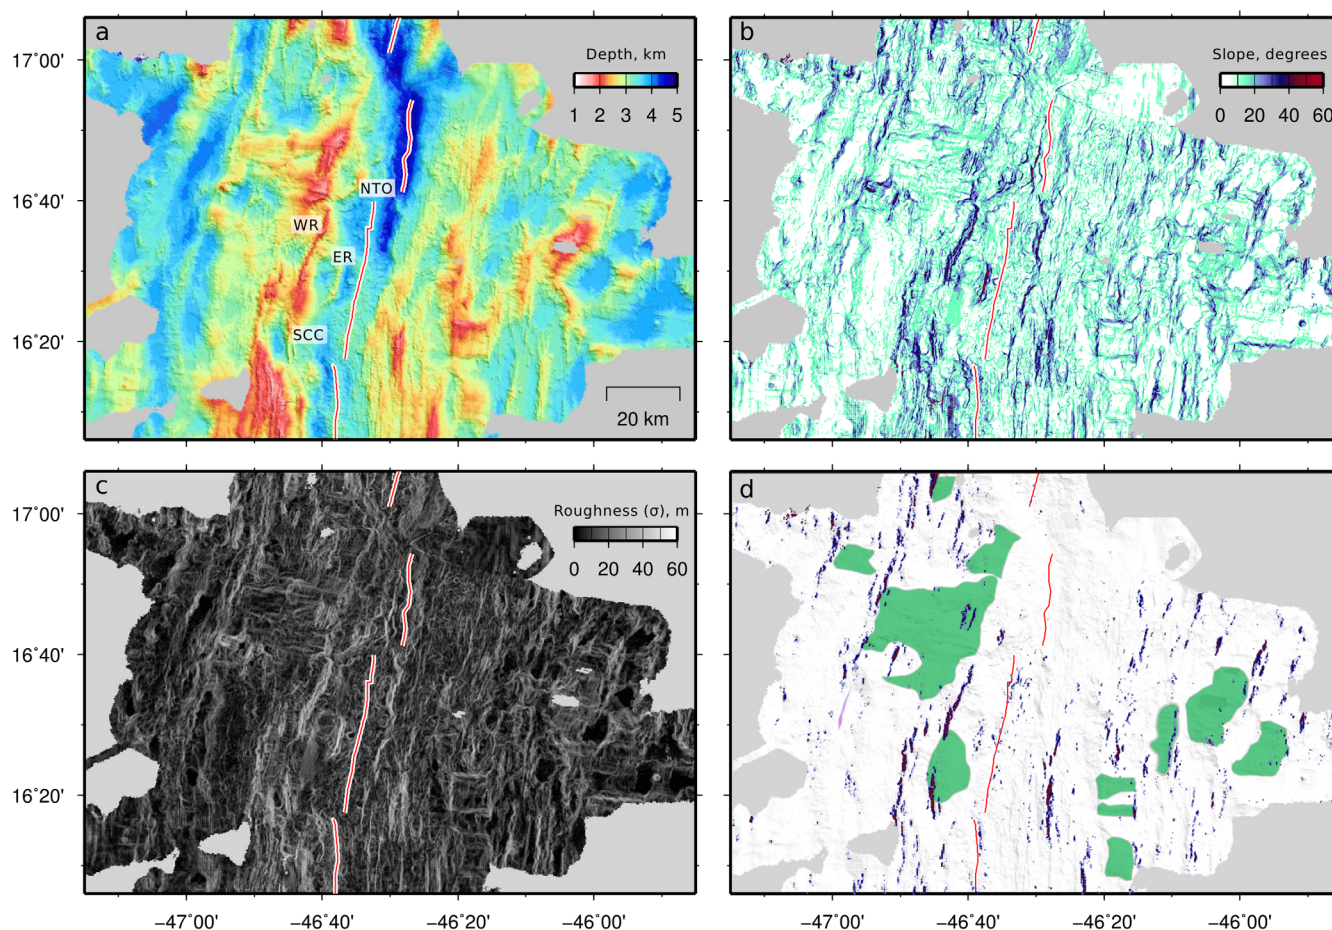 a
Depth, km
1 2 3 4 5
NTO
WR
ER
SCC
20 km
17°00'
16°40'
16°20'
b
Slope, degrees
0 20 40 60
c
Roughness (σ), m
0 20 40 60
17°00'
16°40'
16°20'
d
−47°00' −46°40' −46°20' −46°00'
−47°00' −46°40' −46°20' −46°00'